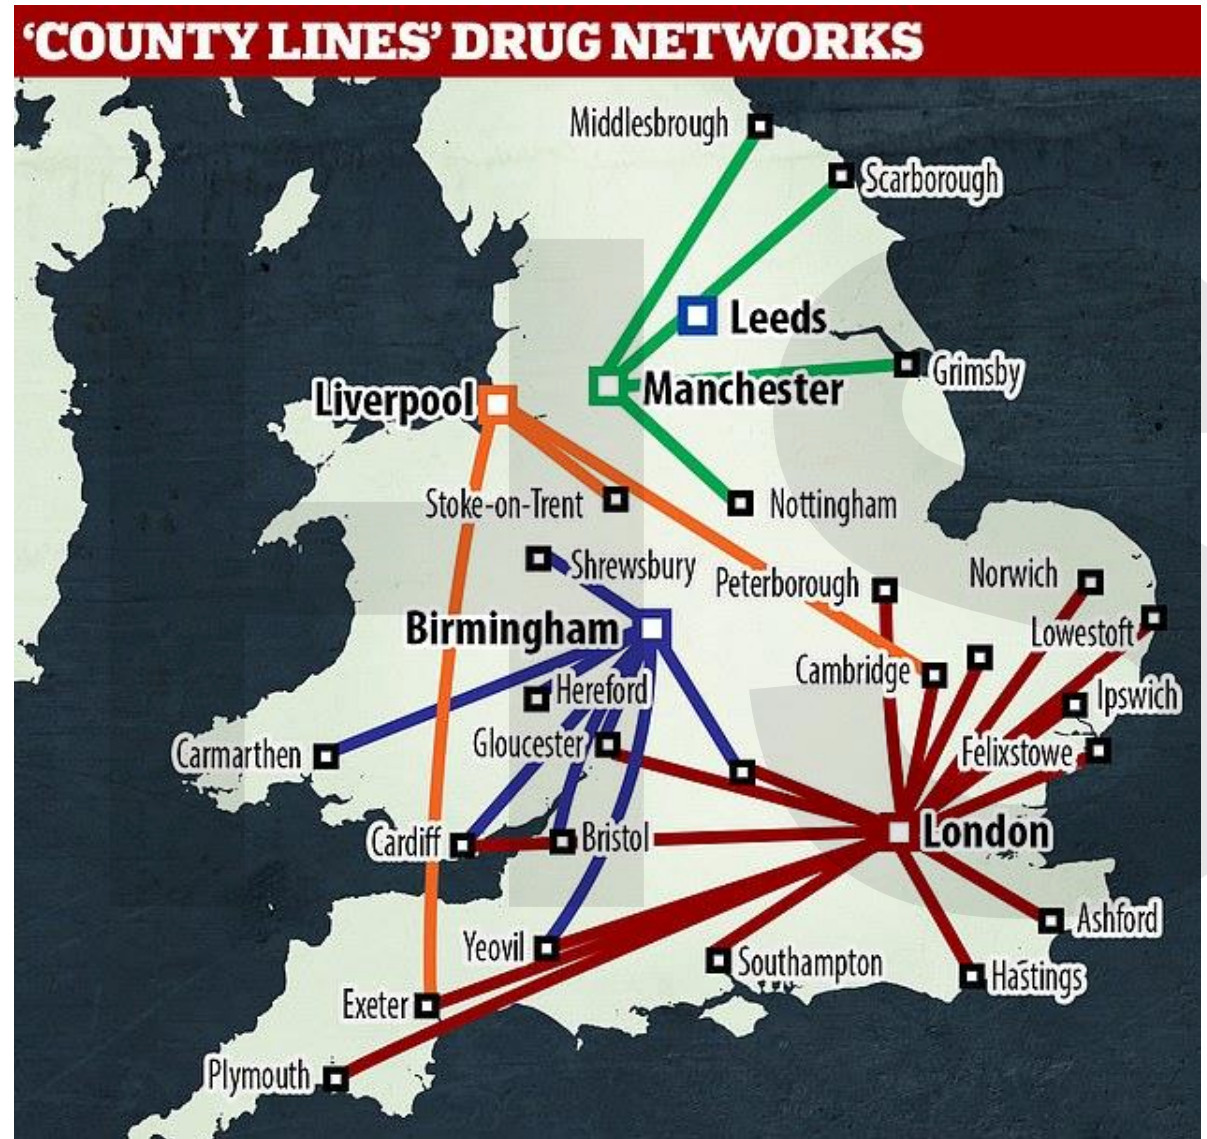 ‘COUNTY LINES’ DRUG NETWORKS
Middlesbrough
Scarborough
Leeds
Grimsby
Manchester
Liverpool
Stoke-on-Trent
Nottingham
Shrewsbury
Peterborough
Norwich
Birmingham
Lowestoft
Cambridge
Hereford
Ipswich
Gloucester
Felixstowe
Carmarthen
Cardiff
Bristol
London
Ashford
Yeovil
Southampton
Hastings
Exeter
Plymouth